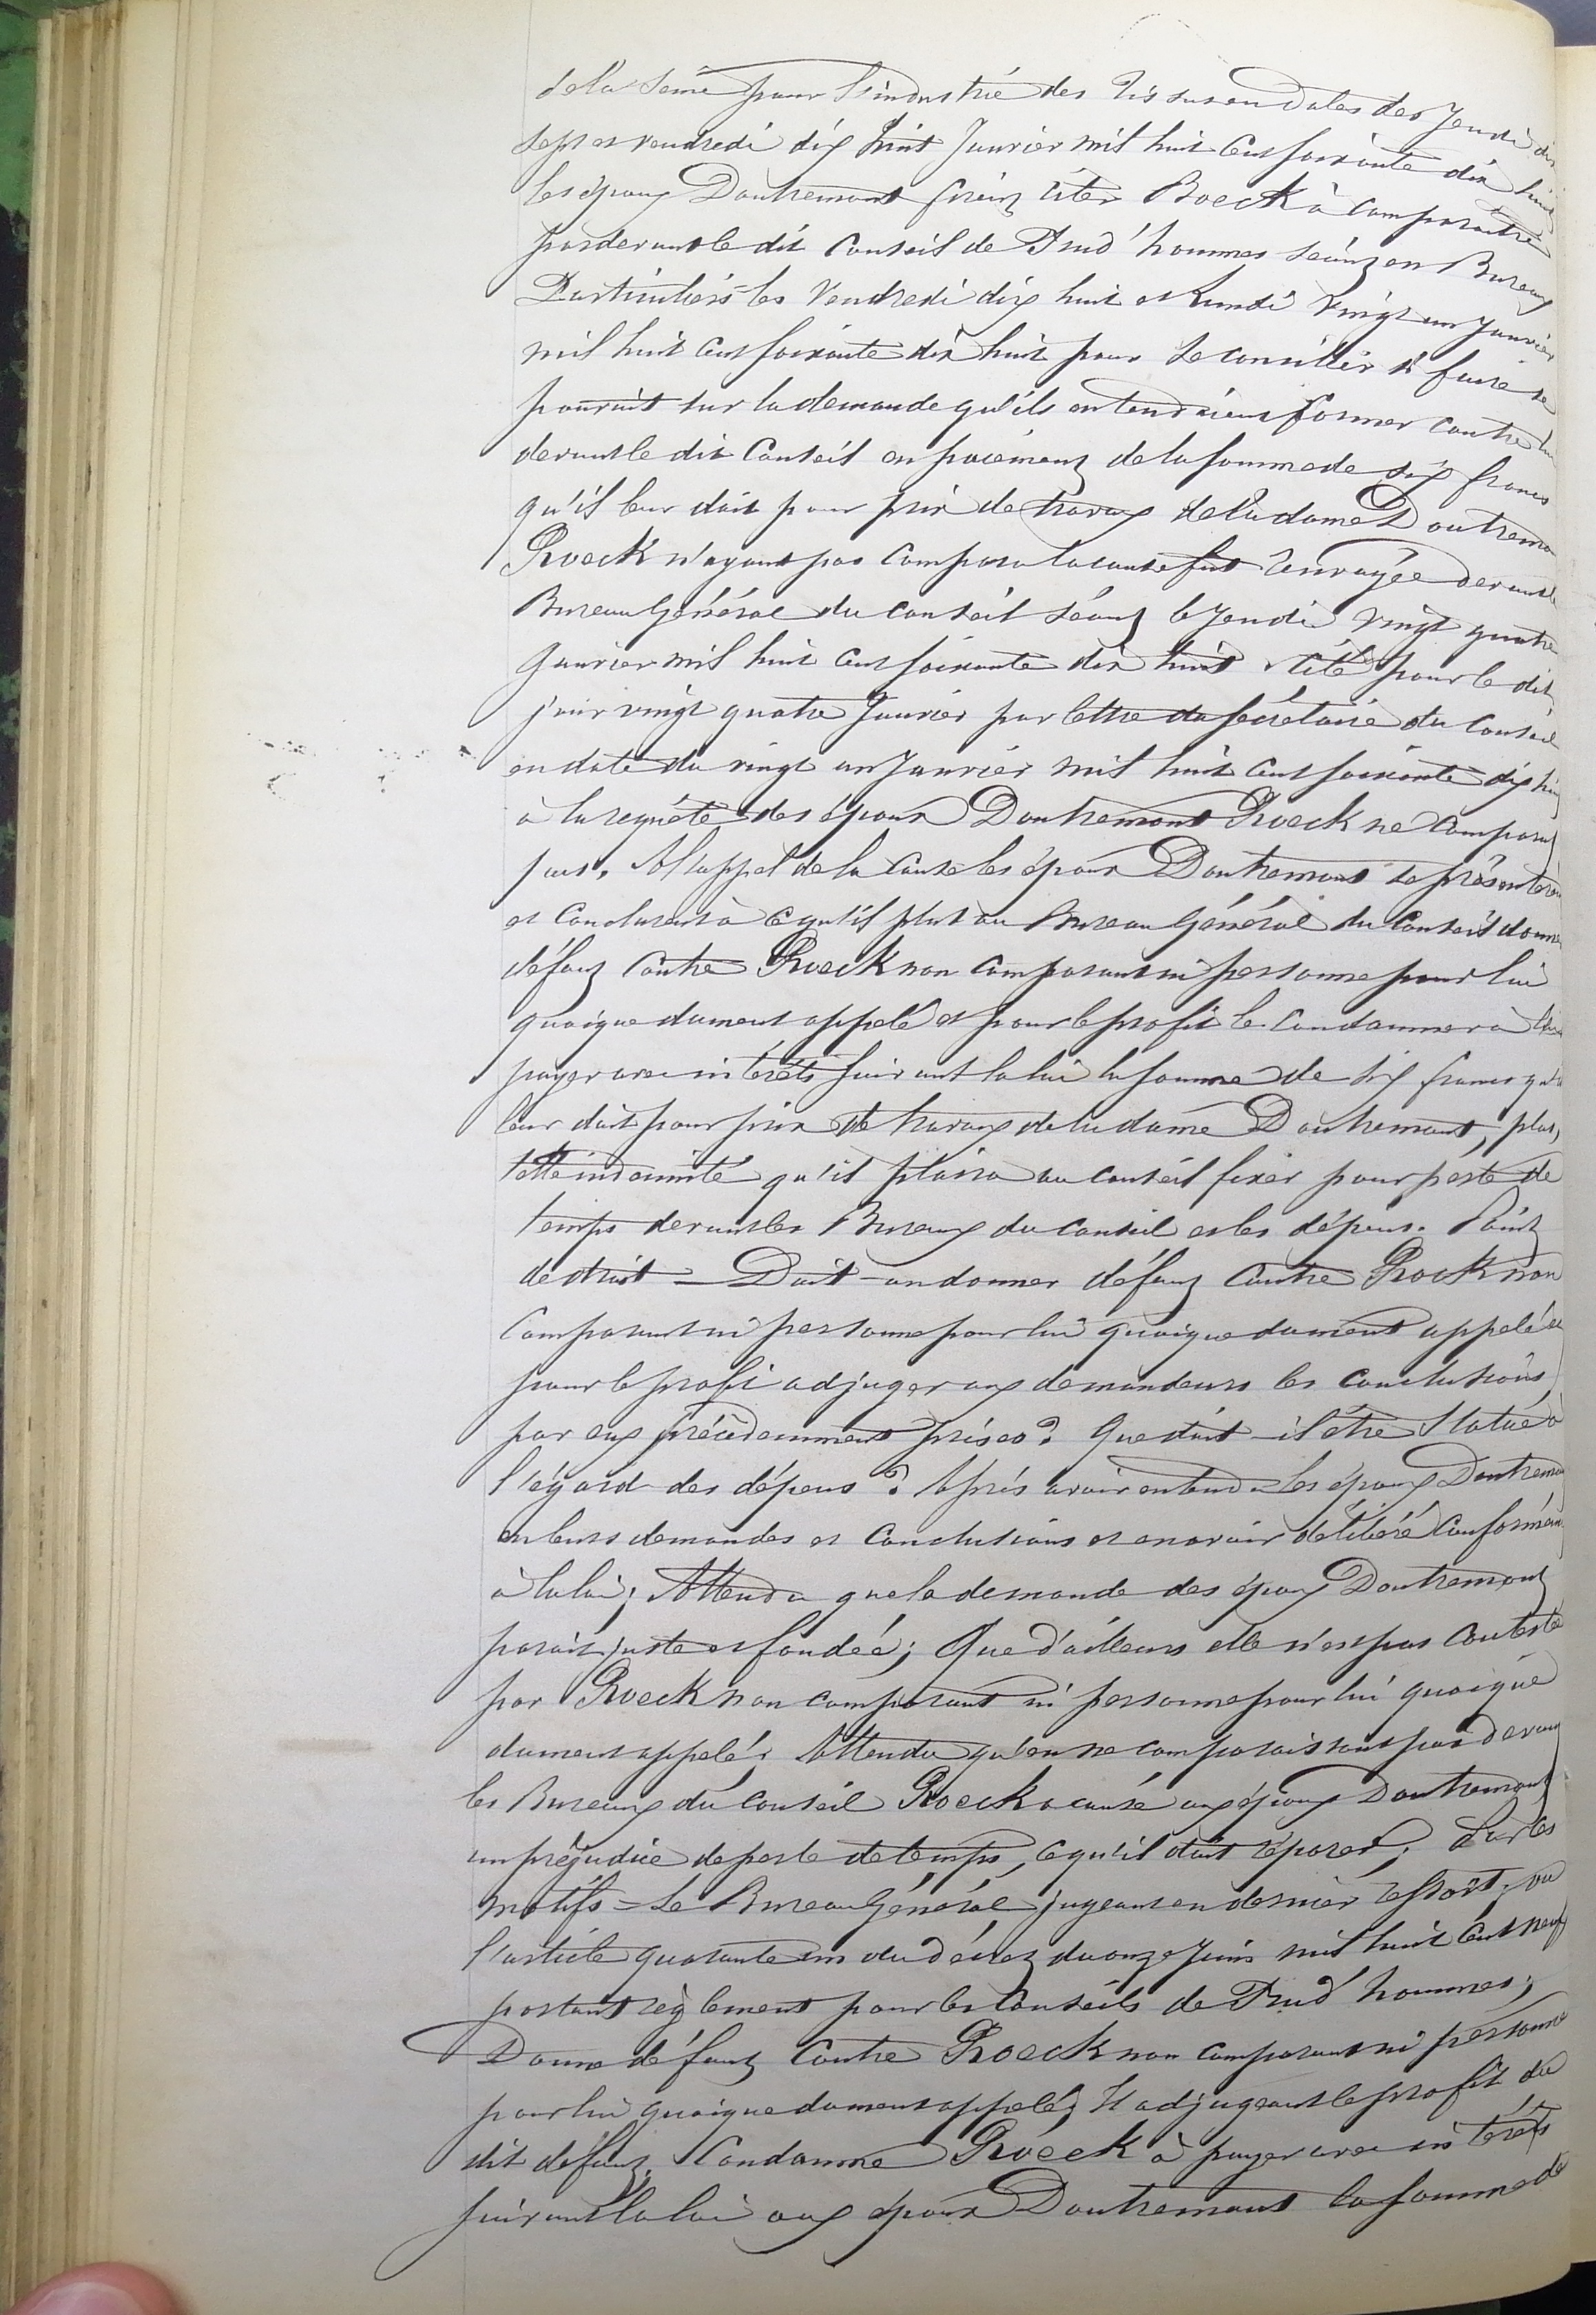 de la Seine pour l'industrie des Tissus en dates des Jeudi dix
sept et vendredi dix huit Janvier mil huit cent soixante dix huit
les époux Doutremont firent citer Roeck à comparaître
pardevant le dit Conseil de Prud'hommes séant en Bureaux
Particuliers les Vendredi dix huit et lundi vingt un Janvier
mil huit cent soixante dix huit pour se concilier si faire se
pouvait sur la demande qu'ils entendaient former contre lui
devant le dit Conseil en paiement de la somme de six francs
qu'il leur doit pour prix de travaux de la dame Doutremont
Roeck n'ayant pas comparu la cause fut renvoyée devant le
Bureau Général du Conseil séant le Jeudi vingt quatre
Janvier mil huit cent soixante dix huit. Cité pour le dit
jour vingt quatre Janvier par lettre du secrétaire du Conseil
en date du vingt un Janvier mil huit cent soixante dix huit
à la requête des époux Doutremont Roeck ne comparut
pas. A l'appel de la cause les époux Doutremont se présentèrent
et conclurent à ce qu'il plut au Bureau Général du Conseil donner
défaut contre Roeck non comparant ni personne pour lui
quoique dument appelé et pour le profit le condamner à leur
payer avec intérêts suivant la loi la somme de six francs qu'il
leur doit pour prix de travaux de la dame Doutremont, plus,
telle indemnité qu'il plaira au Conseil fixer pour perte de
temps devant les Bureaux du Conseil et les dépens. Point
de droit – Doit-on donner défaut contre Roeck non
comparant ni personne pour lui quoique dument appelé et
pour le profit adjuger aux demandeurs les conclusions
par eux précédemment prises? Que doit-il être statué à
l'égard des dépens? Après avoir entendu les époux Doutremont
en leurs demandes et conclusions et en avoir délibéré conformément
à la loi; Attendu que la demande des époux Doutremont
parait juste et fondée; Que d'ailleurs elle n'est pas contestée
par Roeck non comparant ni personne pour lui quoique
dument appelé; Attendu qu'en ne comparaissant pas devant
les Bureaux du Conseil Roeck a causé aux époux Doutremont
un préjudice de perte de temps, ce qu'il doit réparer; Par ces
motifs – Le Bureau Général jugeant en dernier ressort; vu
l'article quarante un du décret du onze Juin mil huit cent neuf
portant règlement pour les Conseils de Prud'hommes;
Donne défaut contre Roeck non comparant ni personne
pour lui quoique dument appelé; Et adjugeant le profit du
dit défaut; Condamne Roeck à payer avec intérêts
suivant la loi aux époux Doutremont la somme de